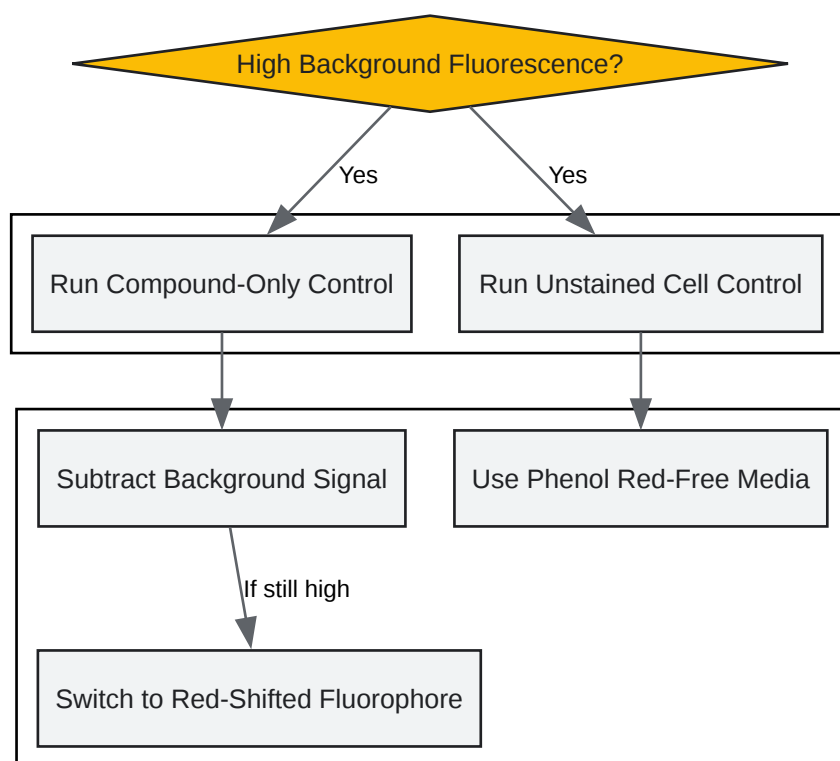 High Background Fluorescence?
Yes
Yes
Run Compound-Only Control
Run Unstained Cell Control
Subtract Background Signal
Use Phenol Red-Free Media
If still high
Switch to Red-Shifted Fluorophore